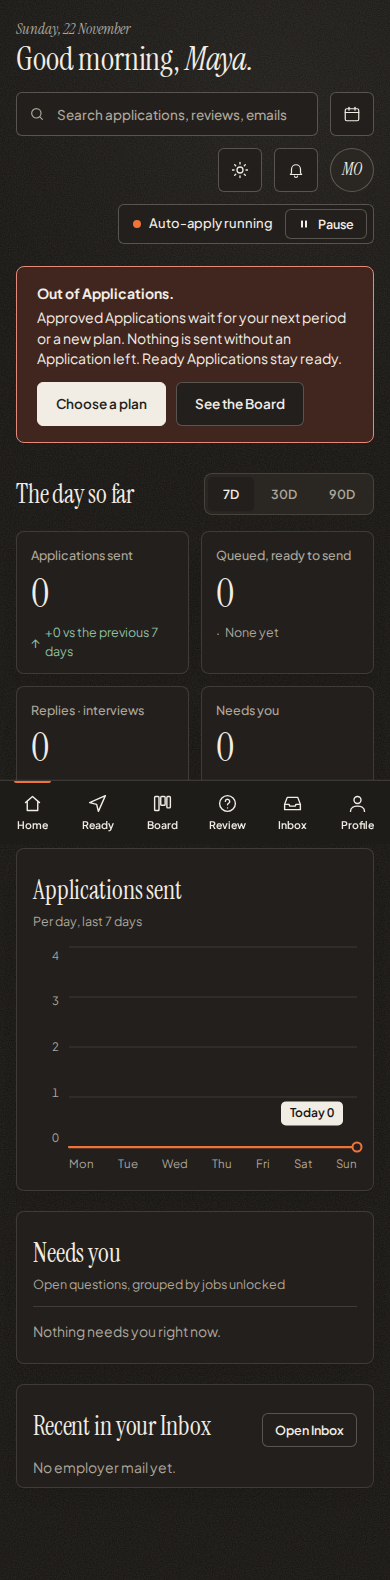 Sunday, 22 November
Good morning, Maya.
Search applications, reviews, emails
MO
Auto-apply running
Pause
Out of Applications.
Approved Applications wait for your next period
or a new plan. Nothing is sent without an
Application left. Ready Applications stay ready.
Choose a plan
See the Board
The day so far
7D
30D
90D
Applications sent
0
↑ +0 vs the previous 7
days
Queued, ready to send
0
· None yet
Replies · interviews
0
Needs you
0
Home
Ready
Board
Review
Inbox
Profile
Applications sent
Per day, last 7 days
4
3
2
1
0
Today 0
Mon Tue Wed Thu Fri Sat Sun
Needs you
Open questions, grouped by jobs unlocked
Nothing needs you right now.
Recent in your Inbox
Open Inbox
No employer mail yet.